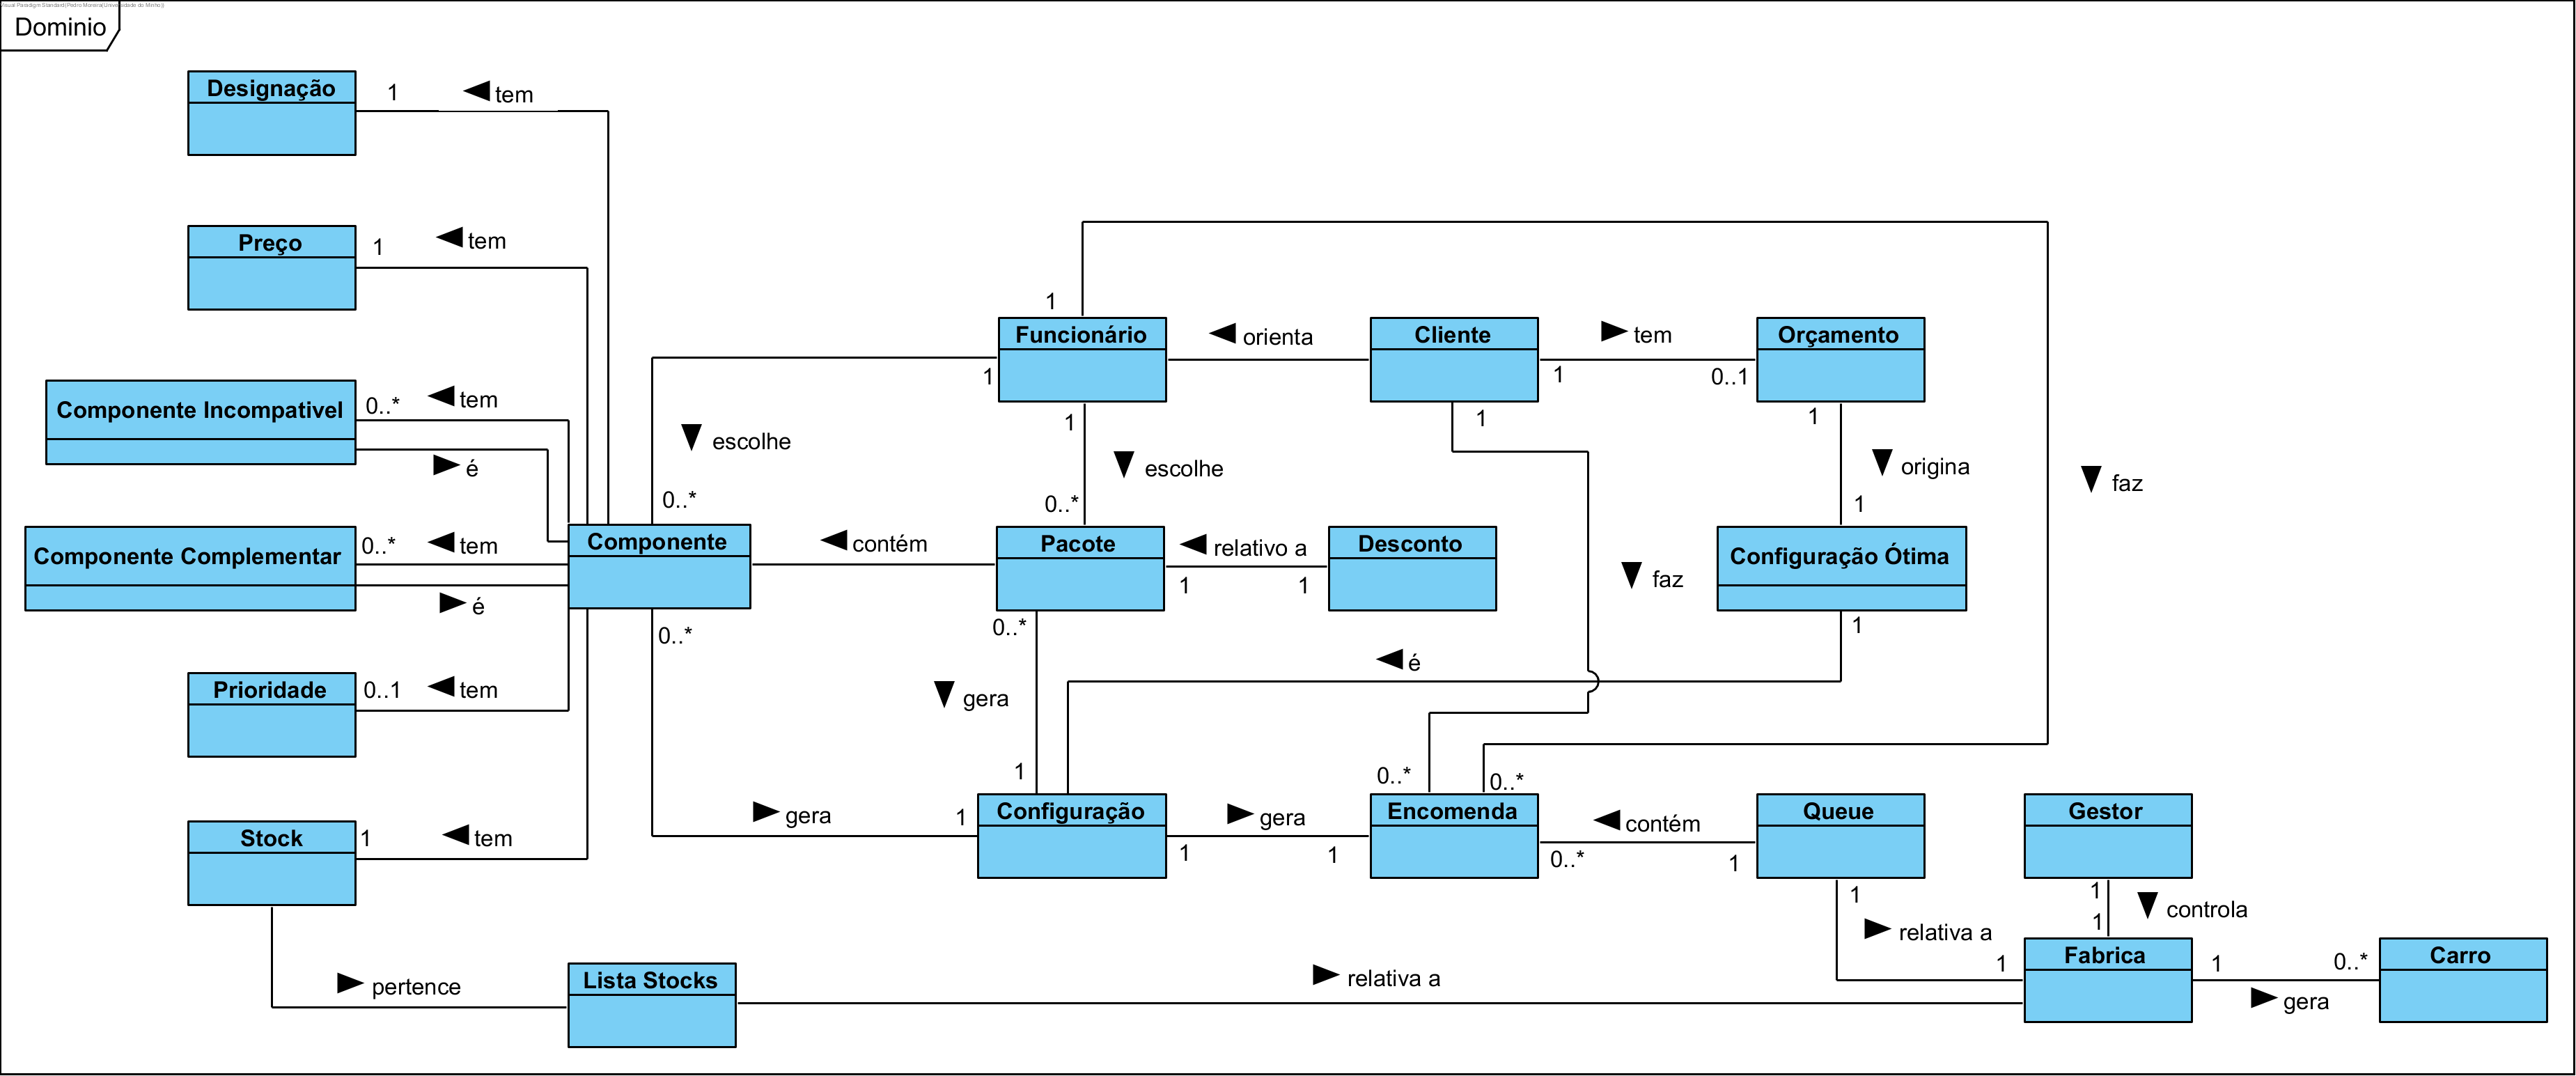 Visual Paradigm Standard(Pedro Moreira(Universidade do Minho))
Dominio
Designação
1
tem
Preço
1
tem
1
Funcionário
orienta
Cliente
tem
Orçamento
1
1
0..1
Componente Incompativel
0..*
tem
é
escolhe
0..*
1
escolhe
0..*
1
1
origina
1
faz
Componente Complementar
0..*
tem
é
Componente
contém
Pacote
relativo a
1
1
Desconto
faz
Configuração Ótima
0..*
0..*
1
é
Prioridade
0..1
tem
gera
1
0..*
0..*
Stock
1
tem
gera
1
Configuração
gera
1
1
Encomenda
contém
0..*
1
Queue
Gestor
1
1
controla
1
relativa a
1
pertence
Lista Stocks
relativa a
Fabrica
1
0..*
gera
Carro